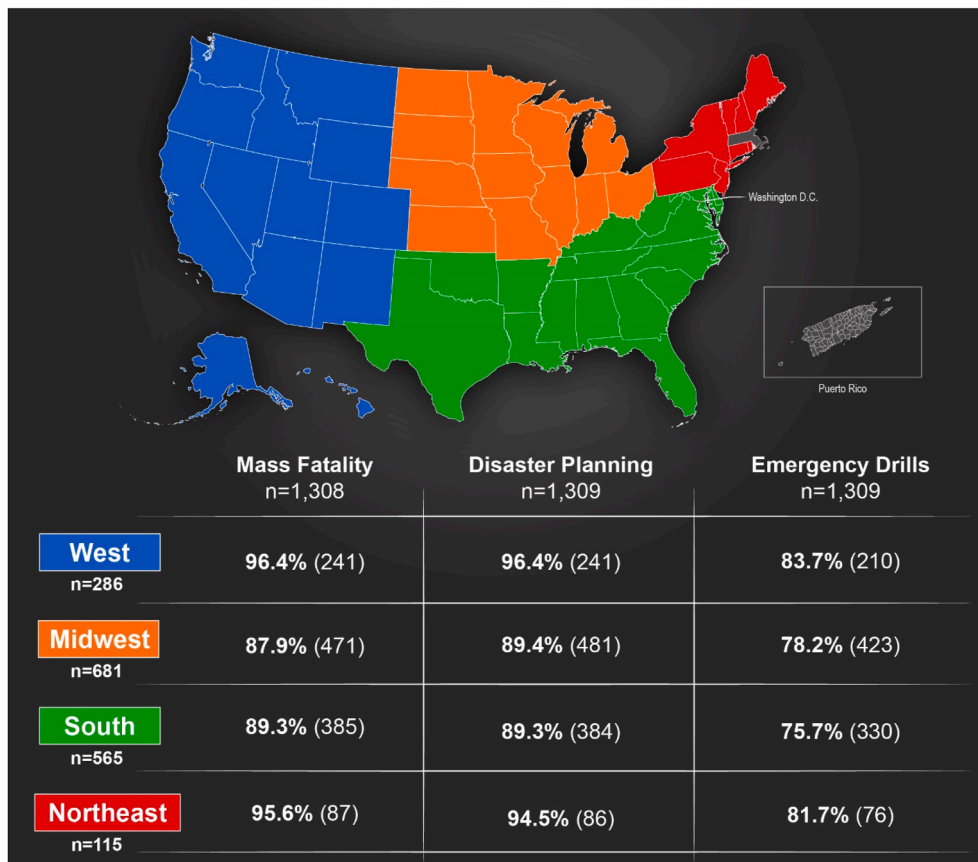 Washington D.C.
Puerto Rico
Mass Fatality Disaster Planning Emergency Drills
n=1,308 n=1,309 n=1,309
West 96.4% (241) 96.4% (241) 83.7% (210)
n=286
Midwest 87.9% (471) 89.4% (481) 78.2% (423)
n=681
South 89.3% (385) 89.3% (384) 75.7% (330)
n=565
Northeast 95.6% (87) 94.5% (86) 81.7% (76)
n=115